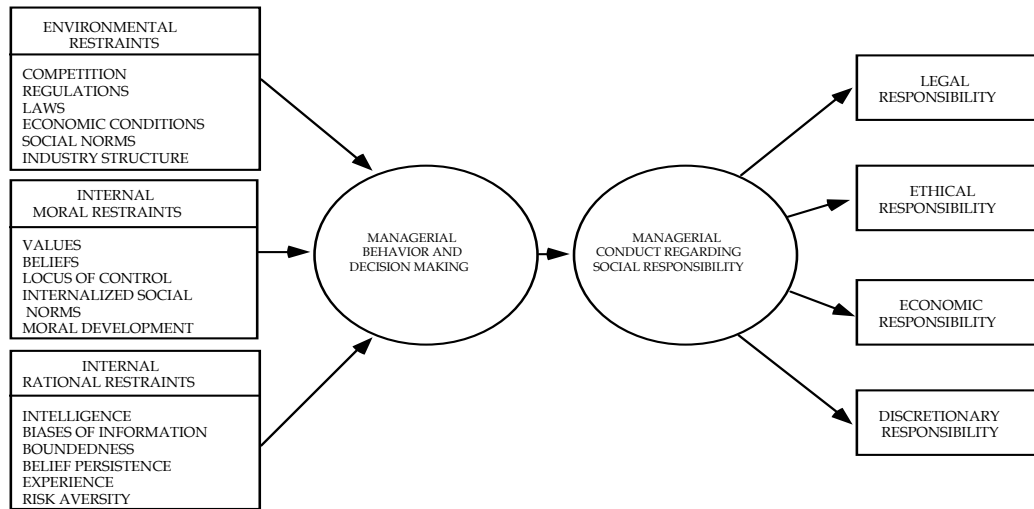 ENVIRONMENTAL
RESTRAINTS
COMPETITION
REGULATIONS
LAWS
ECONOMIC CONDITIONS
SOCIAL NORMS
INDUSTRY STRUCTURE
INTERNAL
MORAL RESTRAINTS
VALUES
BELIEFS
LOCUS OF CONTROL
INTERNALIZED SOCIAL
NORMS
MORAL DEVELOPMENT
INTERNAL
RATIONAL RESTRAINTS
INTELLIGENCE
BIASES OF INFORMATION
BOUNDEDNESS
BELIEF PERSISTENCE
EXPERIENCE
RISK AVERSITY
MANAGERIAL
BEHAVIOR AND
DECISION MAKING
MANAGERIAL
CONDUCT REGARDING
SOCIAL RESPONSIBILITY
LEGAL
RESPONSIBILITY
ETHICAL
RESPONSIBILITY
ECONOMIC
RESPONSIBILITY
DISCRETIONARY
RESPONSIBILITY